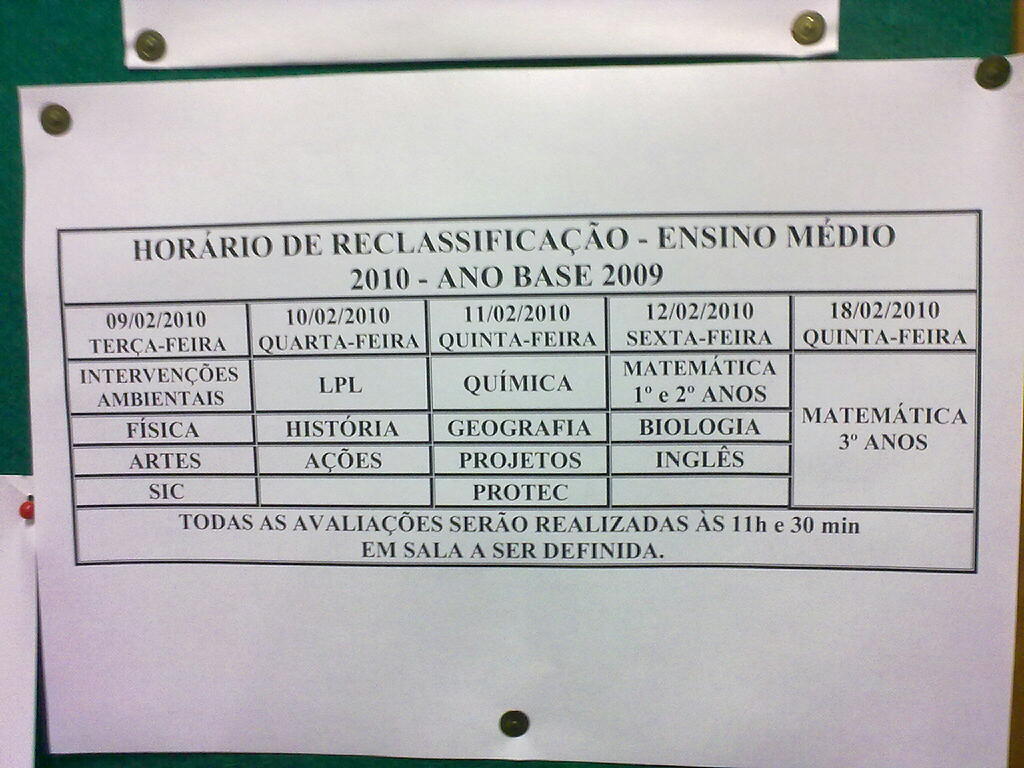 HORÁRIO DE RECLASSIFICAÇÃO - ENSINO MÉDIO
2010 - ANO BASE 2009
09/02/2010
TERÇA-FEIRA
10/02/2010
QUARTA-FEIRA
11/02/2010
QUINTA-FEIRA
12/02/2010
SEXTA-FEIRA
18/02/2010
QUINTA-FEIRA
INTERVENÇÕES
AMBIENTAIS
LPL
QUÍMICA
MATEMÁTICA
1º e 2º ANOS
MATEMÁTICA
3º ANOS
FÍSICA
HISTÓRIA
GEOGRAFIA
BIOLOGIA
ARTES
AÇÕES
PROJETOS
INGLÊS
SIC
PROTEC
TODAS AS AVALIAÇÕES SERÃO REALIZADAS ÀS 11h e 30 min
EM SALA A SER DEFINIDA.